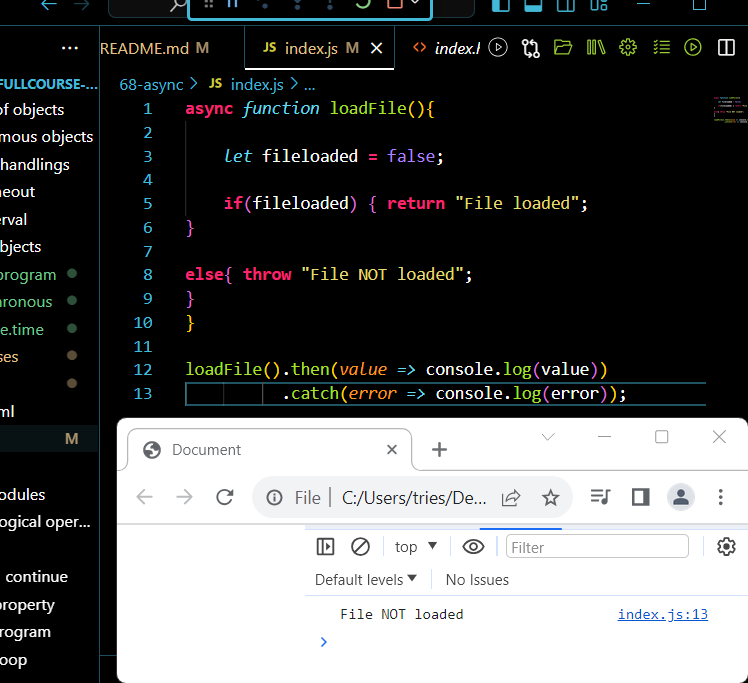 README.md M
JS index.js M ×
<> index.h
FULLCOURSE-...
of objects
mous objects
handlings
neout
erval
bjects
program
hronous
e.time
ses
ml
M
odules
ogical oper...
continue
property
rogram
oop
68-async > JS index.js > ...
1 async function loadFile(){
2
3 let fileloaded = false;
4
5 if(fileloaded) { return "File loaded";
6 }
7
8 else{ throw "File NOT loaded";
9 }
10 }
11
12 loadFile().then(value => console.log(value))
13 .catch(error => console.log(error));
Document
File | C:/Users/tries/De...
top
Filter
Default levels
No Issues
File NOT loaded index.js:13
>